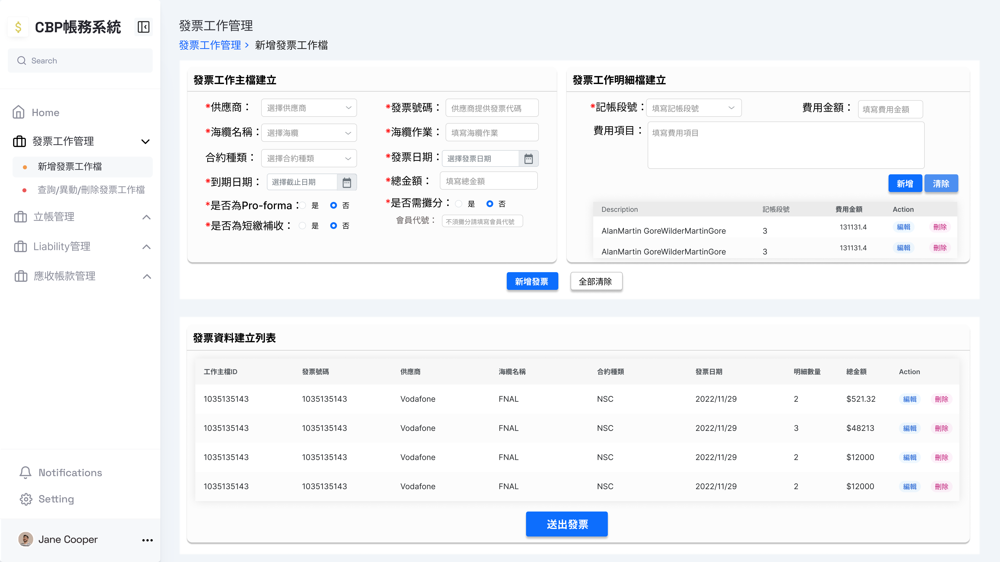 $ CBP帳務系統
Search
Home
發票工作管理
新增發票工作檔
查詢/異動/刪除發票工作檔
立帳管理
Liability管理
應收帳款管理
Notifications
Setting
Jane Cooper
發票工作管理
發票工作管理 > 新增發票工作檔
發票工作主檔建立
*供應商： 選擇供應商 *發票號碼： 供應商提供發票代碼
*海纜名稱： 選擇海纜 *海纜作業： 填寫海纜作業
合約種類： 選擇合約種類 *發票日期： 選擇發票日期
*到期日期： 選擇截止日期 *總金額： 填寫總金額
*是否為Pro-forma： 是 否 *是否需攤分： 是 否
*是否為短繳補收： 是 否 會員代號： 不須攤分請填寫會員代號
發票工作明細檔建立
*記帳段號： 填寫記帳段號 費用金額： 填寫費用金額
費用項目： 填寫費用項目
新增 清除
Description 記帳段號 費用金額 Action
AlanMartin GoreWilderMartinGore 3 131131.4 編輯 刪除
AlanMartin GoreWilderMartinGore 3 131131.4 編輯 刪除
新增發票 全部清除
發票資料建立列表
工作主檔ID 發票號碼 供應商 海纜名稱 合約種類 發票日期 明細數量 總金額 Action
1035135143 1035135143 Vodafone FNAL NSC 2022/11/29 2 $521.32 編輯 刪除
1035135143 1035135143 Vodafone FNAL NSC 2022/11/29 3 $48213 編輯 刪除
1035135143 1035135143 Vodafone FNAL NSC 2022/11/29 2 $12000 編輯 刪除
1035135143 1035135143 Vodafone FNAL NSC 2022/11/29 2 $12000 編輯 刪除
送出發票